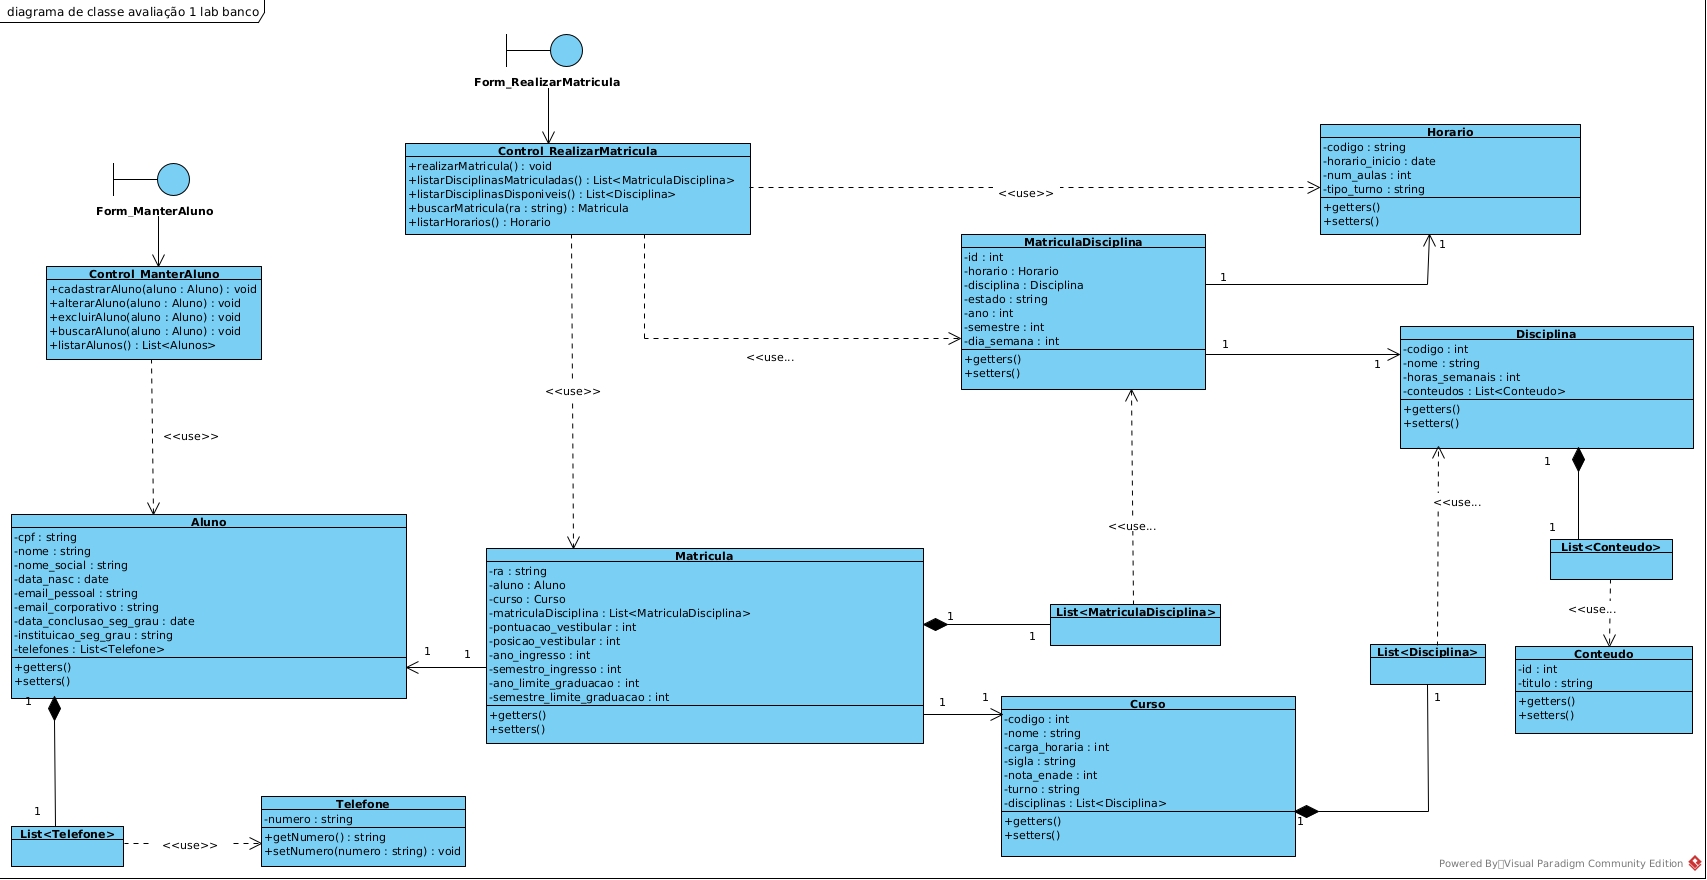 diagrama de classe avaliação 1 lab banco
Form_RealizarMatricula
Control_RealizarMatricula
+realizarMatricula() : void
+listarDisciplinasMatriculadas() : List<MatriculaDisciplina>
+listarDisciplinasDisponiveis() : List<Disciplina>
+buscarMatricula(ra : string) : Matricula
+listarHorarios() : Horario
<<use>>
Horario
-codigo : string
-horario_inicio : date
-num_aulas : int
-tipo_turno : string
+getters()
+setters()
1
Form_ManterAluno
Control_ManterAluno
+cadastrarAluno(aluno : Aluno) : void
+alterarAluno(aluno : Aluno) : void
+excluirAluno(aluno : Aluno) : void
+buscarAluno(aluno : Aluno) : void
+listarAlunos() : List<Alunos>
<<use>>
<<use>>
<<use...
MatriculaDisciplina
-id : int
-horario : Horario
-disciplina : Disciplina
-estado : string
-ano : int
-semestre : int
-dia_semana : int
+getters()
+setters()
1
1
1
Disciplina
-codigo : int
-nome : string
-horas_semanais : int
-conteudos : List<Conteudo>
+getters()
+setters()
1
<<use...
<<use...
1
List<Conteudo>
<<use...
Conteudo
-id : int
-titulo : string
+getters()
+setters()
Aluno
-cpf : string
-nome : string
-nome_social : string
-data_nasc : date
-email_pessoal : string
-email_corporativo : string
-data_conclusao_seg_grau : date
-instituicao_seg_grau : string
-telefones : List<Telefone>
+getters()
+setters()
1
1
1
Matricula
-ra : string
-aluno : Aluno
-curso : Curso
-matriculaDisciplina : List<MatriculaDisciplina>
-pontuacao_vestibular : int
-posicao_vestibular : int
-ano_ingresso : int
-semestro_ingresso : int
-ano_limite_graduacao : int
-semestre_limite_graduacao : int
+getters()
+setters()
1
1
List<MatriculaDisciplina>
1
1
List<Disciplina>
1
Curso
-codigo : int
-nome : string
-carga_horaria : int
-sigla : string
-nota_enade : int
-turno : string
-disciplinas : List<Disciplina>
+getters()
+setters()
1
1
List<Telefone>
<<use>>
Telefone
-numero : string
+getNumero() : string
+setNumero(numero : string) : void
Powered By Visual Paradigm Community Edition